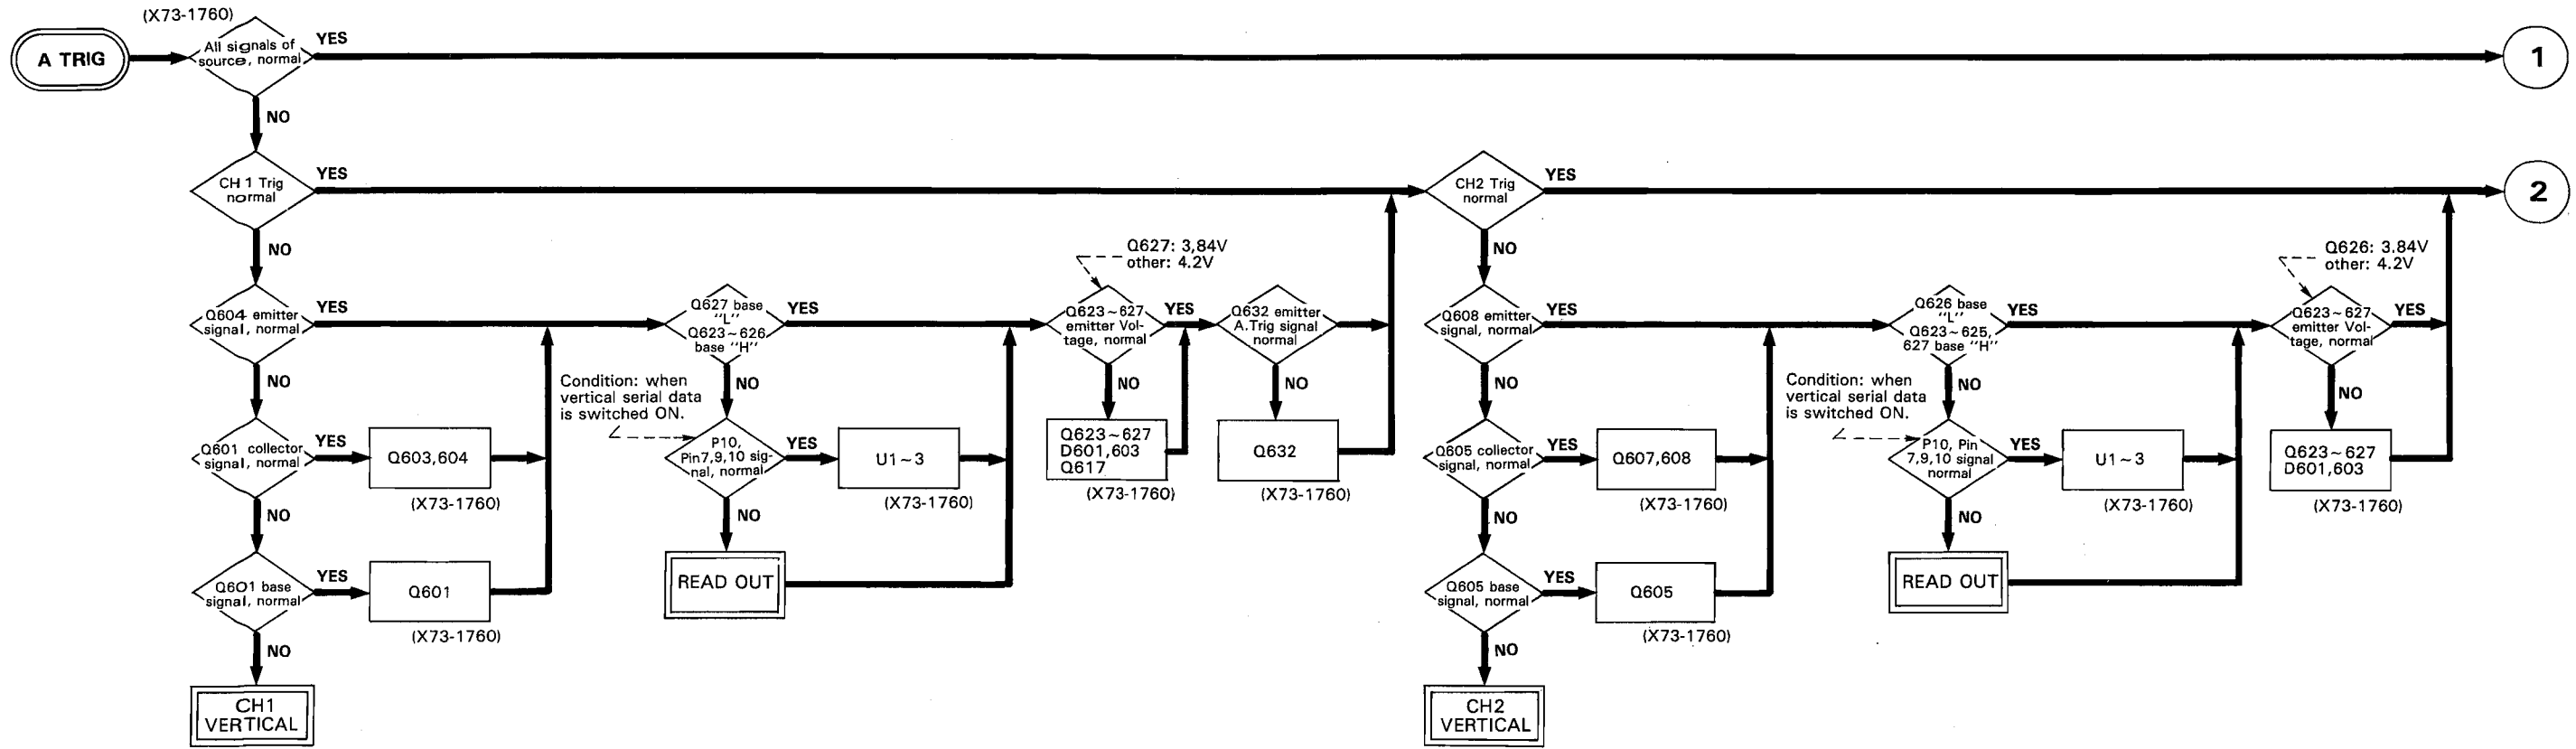 (X73-1760)
A TRIG
All signals of
source, normal
YES
1
NO
CH 1 Trig
normal
YES
CH2 Trig
normal
YES
2
NO
NO
Q604 emitter
signal, normal
YES
Q627 base
"L"
Q623~626
base "H"
YES
Q627: 3,84V
other: 4.2V
Q623~627
emitter Vol-
tage, normal
YES
Q632 emitter
A.Trig signal
normal
Q608 emitter
signal, normal
YES
Q626 base
"L"
Q623~625,
627 base "H"
YES
Q626: 3.84V
other: 4.2V
Q623~627
emitter Vol-
tage, normal
YES
NO
NO
NO
NO
NO
NO
NO
Condition: when
vertical serial data
is switched ON.
Condition: when
vertical serial data
is switched ON.
Q601 collector
signal, normal
YES
Q603,604
(X73-1760)
P10,
Pin7,9,10 sig-
nal, normal
YES
U1~3
(X73-1760)
Q623~627
D601,603
Q617
(X73-1760)
Q632
(X73-1760)
Q605 collector
signal, normal
YES
Q607,608
(X73-1760)
P10, Pin
7,9,10 signal
normal
YES
U1~3
(X73-1760)
Q623~627
D601,603
(X73-1760)
NO
NO
NO
NO
Q601 base
signal, normal
YES
Q601
(X73-1760)
READ OUT
Q605 base
signal, normal
YES
Q605
(X73-1760)
READ OUT
NO
NO
CH1
VERTICAL
CH2
VERTICAL